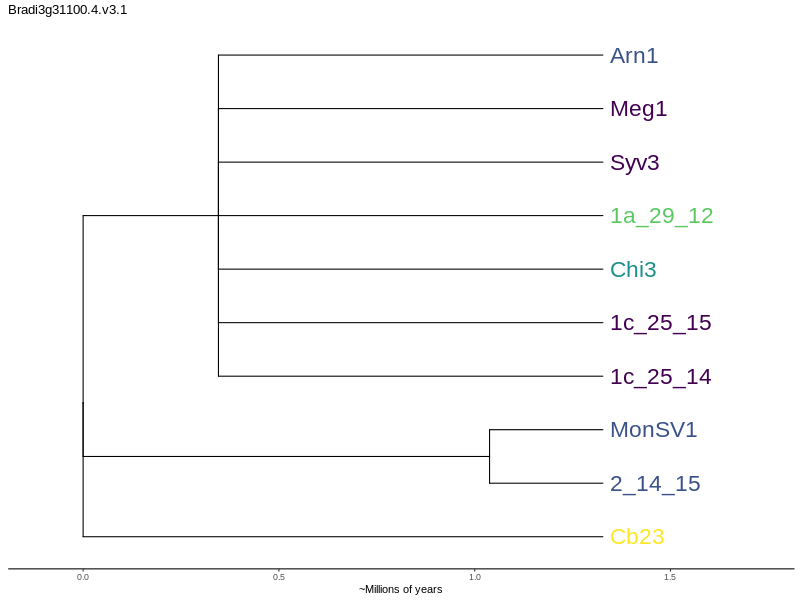 Bradi3g31100.4.v3.1
Arn1
Meg1
Syv3
1a_29_12
Chi3
1c_25_15
1c_25_14
MonSV1
2_14_15
Cb23
0.0 0.5 1.0 1.5
~Millions of years